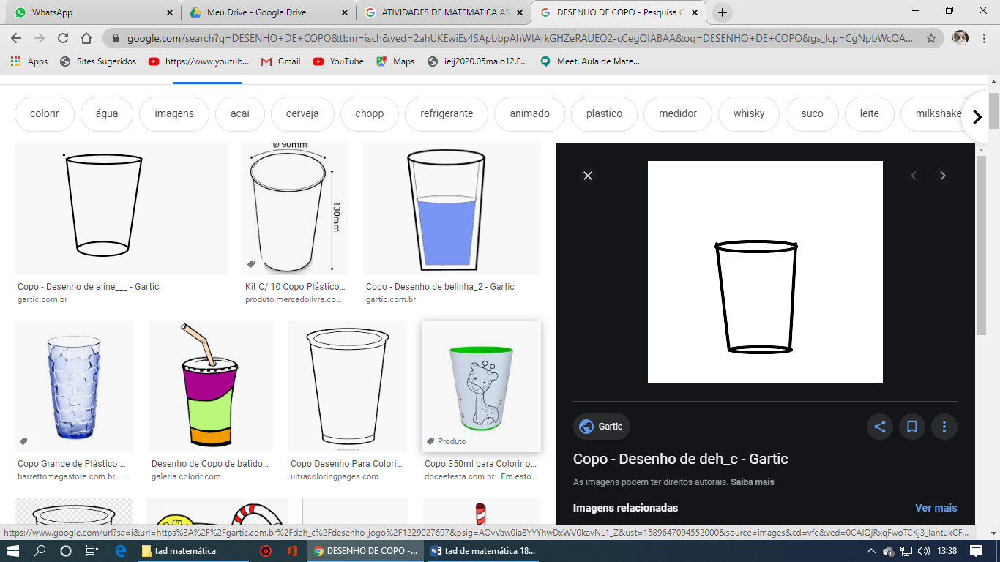 WhatsApp
Meu Drive - Google Drive
ATIVIDADES DE MATEMÁTICA AS
DESENHO DE COPO - Pesquisa G
google.com/search?q=DESENHO+DE+COPO&tbm=isch&ved=2ahUKEwiEs4SApbbpAhWIArkGHZeRAUEQ2-cCegQIABAA&oq=DESENHO+DE+COPO&gs_lcp=CgNpbWcQA...
Apps
Sites Sugeridos
https://www.youtub...
Gmail
YouTube
Maps
ieij2020.05maio12.F...
Meet: Aula de Mate...
colorir
água
imagens
acai
cerveja
chopp
refrigerante
animado
plastico
medidor
whisky
suco
leite
milkshake
Ø 90mm
130mm
Copo - Desenho de aline___ - Gartic
gartic.com.br
Kit C/ 10 Copo Plástico...
produto.mercadolivre.co...
Copo - Desenho de belinha_2 - Gartic
gartic.com.br
Produto
Copo Grande de Plástico ...
barrettomegastore.com.br · ...
Desenho de Copo de batido...
galeria.colorir.com
Copo Desenho Para Colori...
ultracoloringpages.com
Copo 350ml para Colorir o...
doceefesta.com.br · Em esto...
Gartic
Copo - Desenho de deh_c - Gartic
As imagens podem ter direitos autorais. Saiba mais
Imagens relacionadas
Ver mais
https://www.google.com/url?sa=i&url=https%3A%2F%2Fgartic.com.br%2Fdeh_c%2Fdesenho-jogo%2F1229027697&psig=AOvVaw0ia8YYYhwDxWV0kavNL1_Z&ust=1589647094552000&source=images&cd=vfe&ved=0CAIQjRxqFwoTCKj3_IantukCF...
tad matemática
DESENHO DE COPO -...
tad de matemática 18...
13:38